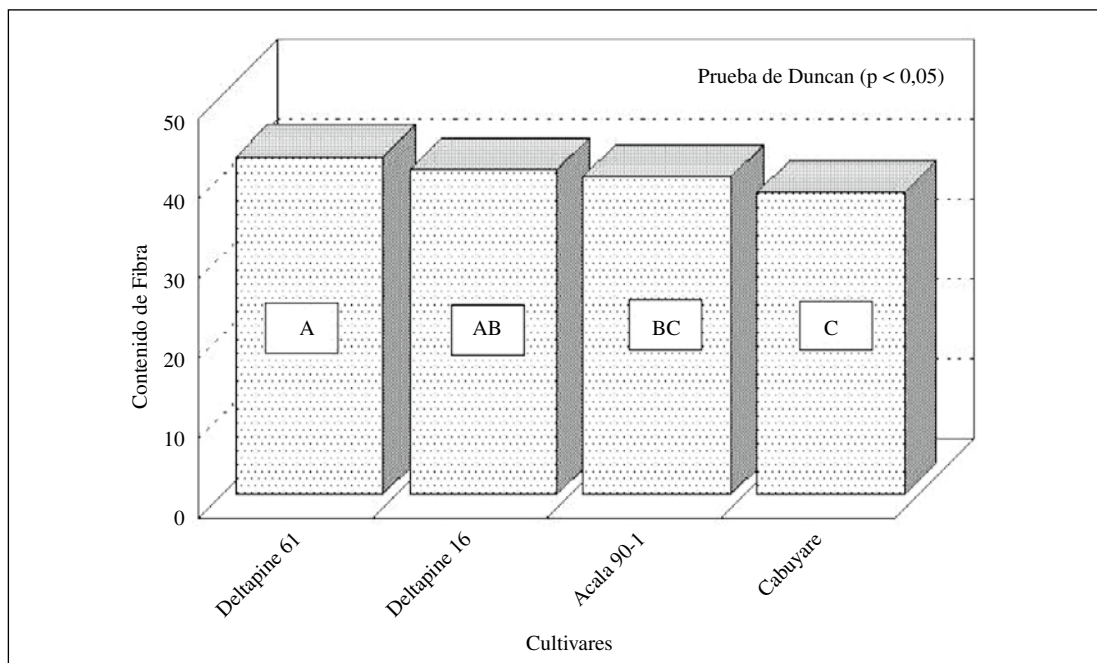 Prueba de Duncan (p < 0,05)
Contenido de Fibra
50
40
30
20
10
0
A
AB
BC
C
Deltapine 61
Deltapine 16
Acala 90-1
Cabuyare
Cultivares